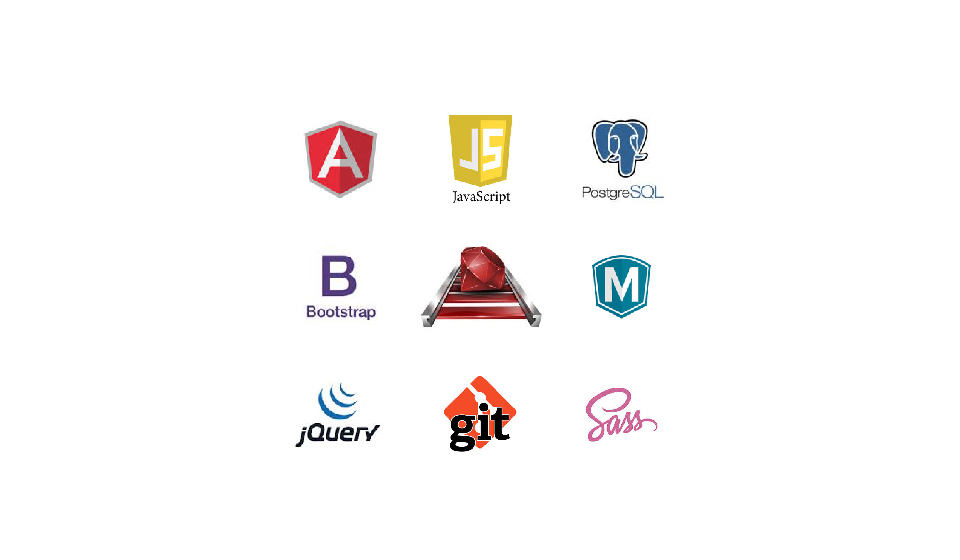 A
JS
JavaScript
PostgreSQL
B
Bootstrap
M
jQuery
git
Sass